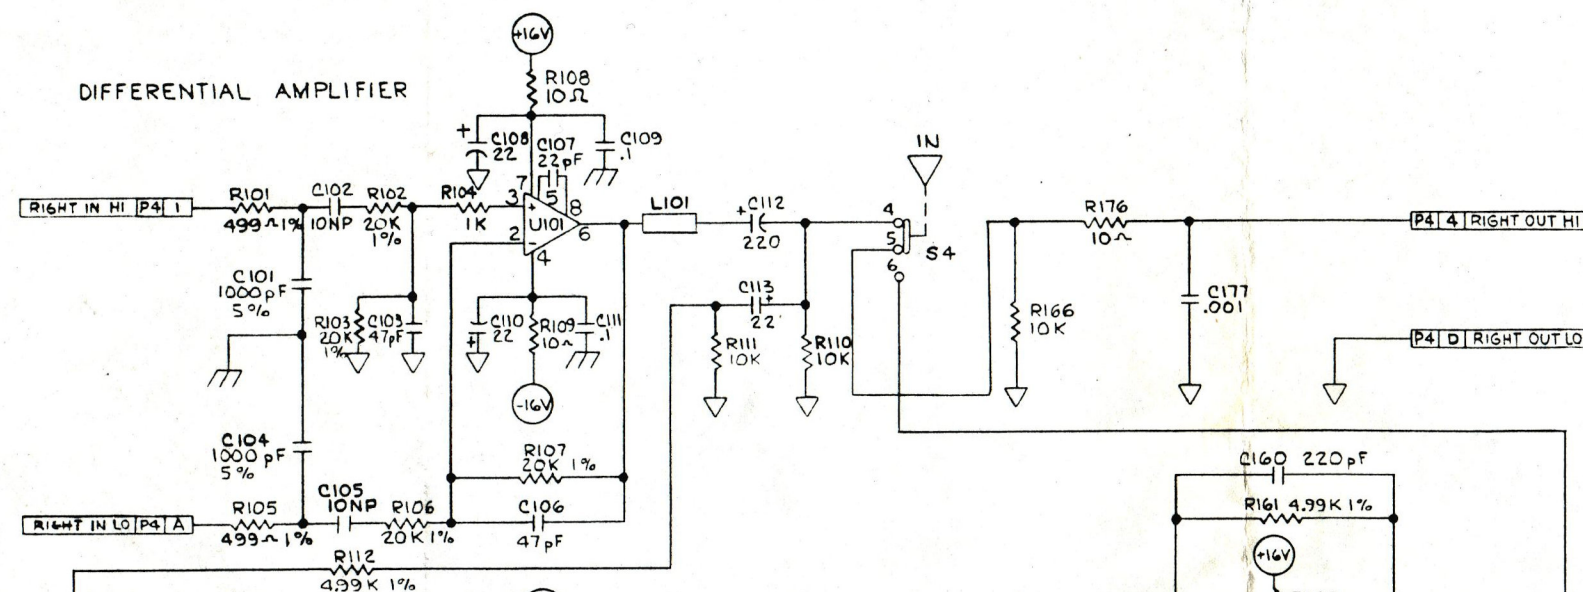 DIFFERENTIAL AMPLIFIER
+16V
R108
10Ω
+
C108
22
C107
22pF
C109
.1
RIGHT IN HI P4 1
R101
499Ω 1%
C102
10NP
R102
20K
1%
R104
1K
7
3
+
5
8
U101
6
2
-
4
L101
+
C112
220
IN
4
5
6
S4
R176
10Ω
P4 4 RIGHT OUT HI
C101
1000pF
5%
R103
20K
1%
C103
47pF
C110
22
+
R109
10Ω
C111
.1
-16V
C113
+
22
R111
10K
R110
10K
R166
10K
C177
.001
P4 D RIGHT OUT LO
C104
1000pF
5%
R107
20K 1%
C106
47pF
RIGHT IN LO P4 A
R105
499Ω 1%
C105
10NP
R106
20K 1%
R112
4.99K 1%
C160 220pF
R161 4.99K 1%
+16V